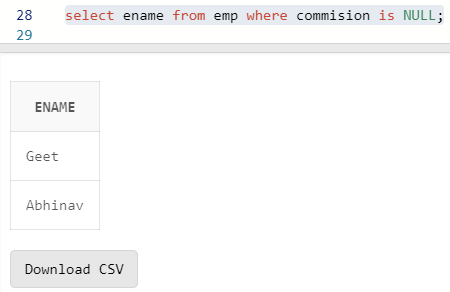 28 select ename from emp where commision is NULL;
29
ENAME
Geet
Abhinav
Download CSV